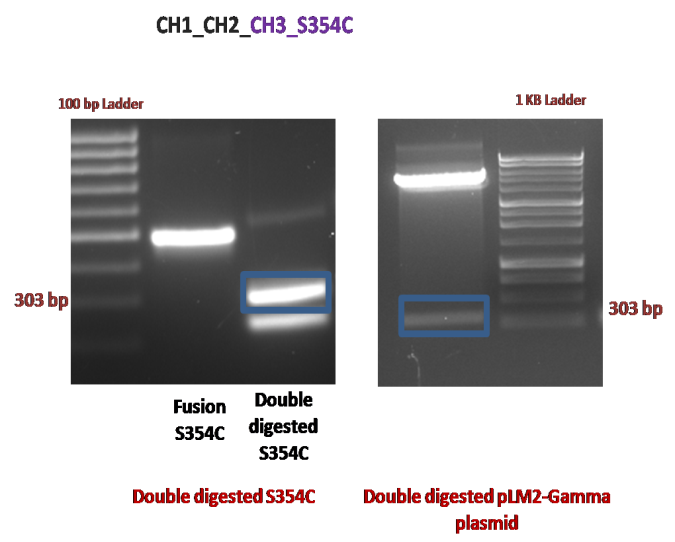 CH1_CH2_CH3_S354C
100 bp Ladder
1 KB Ladder
303 bp
303 bp
Fusion
S354C
Double
digested
S354C
Double digested S354C
Double digested pLM2-Gamma
plasmid